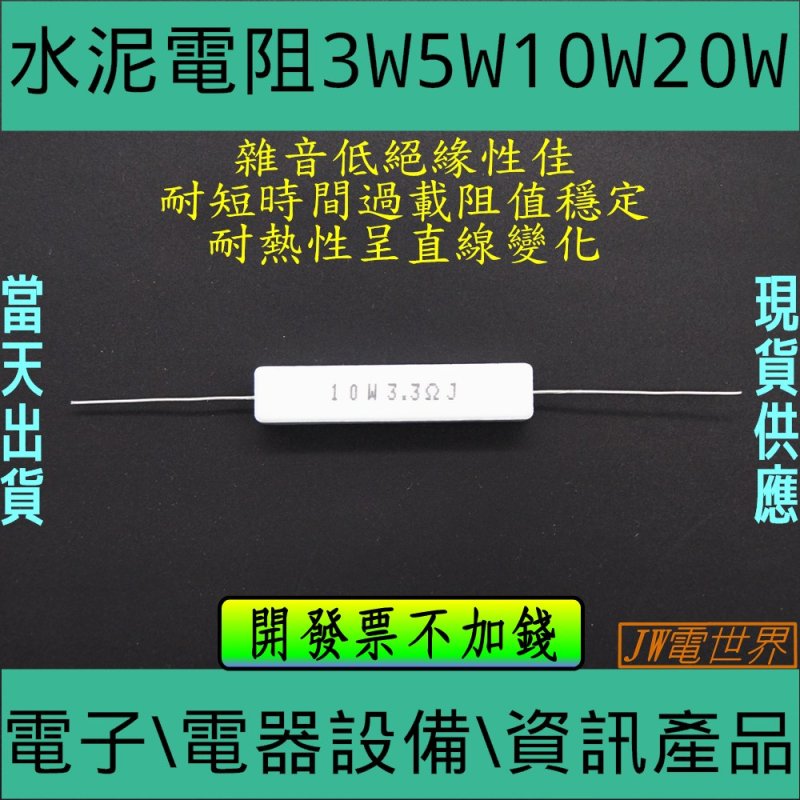 水泥電阻3W5W10W20W
雜音低絕緣性佳
耐短時間過載阻值穩定
耐熱性呈直線變化
當天出貨
現貨供應
10W3.3ΩJ
開發票不加錢
JW電世界
電子\電器設備\資訊產品